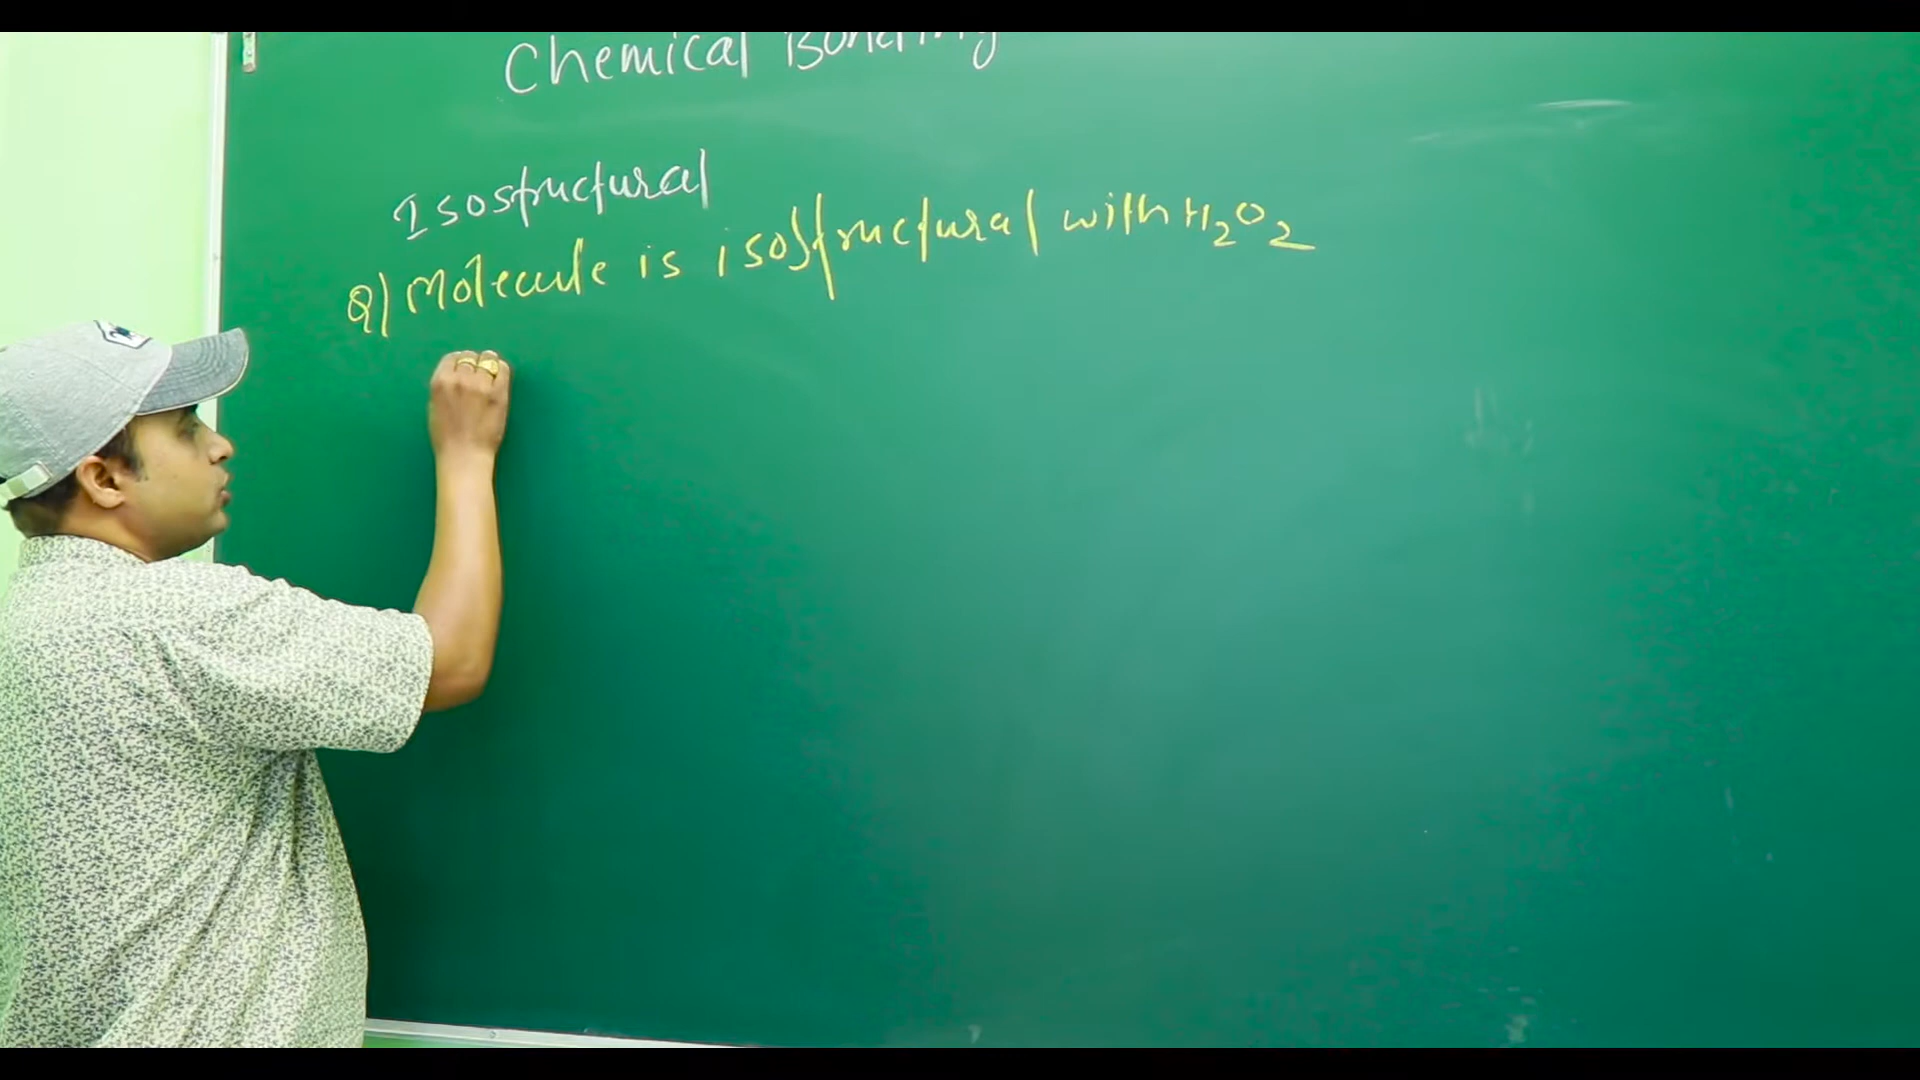 Chemical Bonding
Isostructural
Q) Molecule is isostructural with H₂O₂